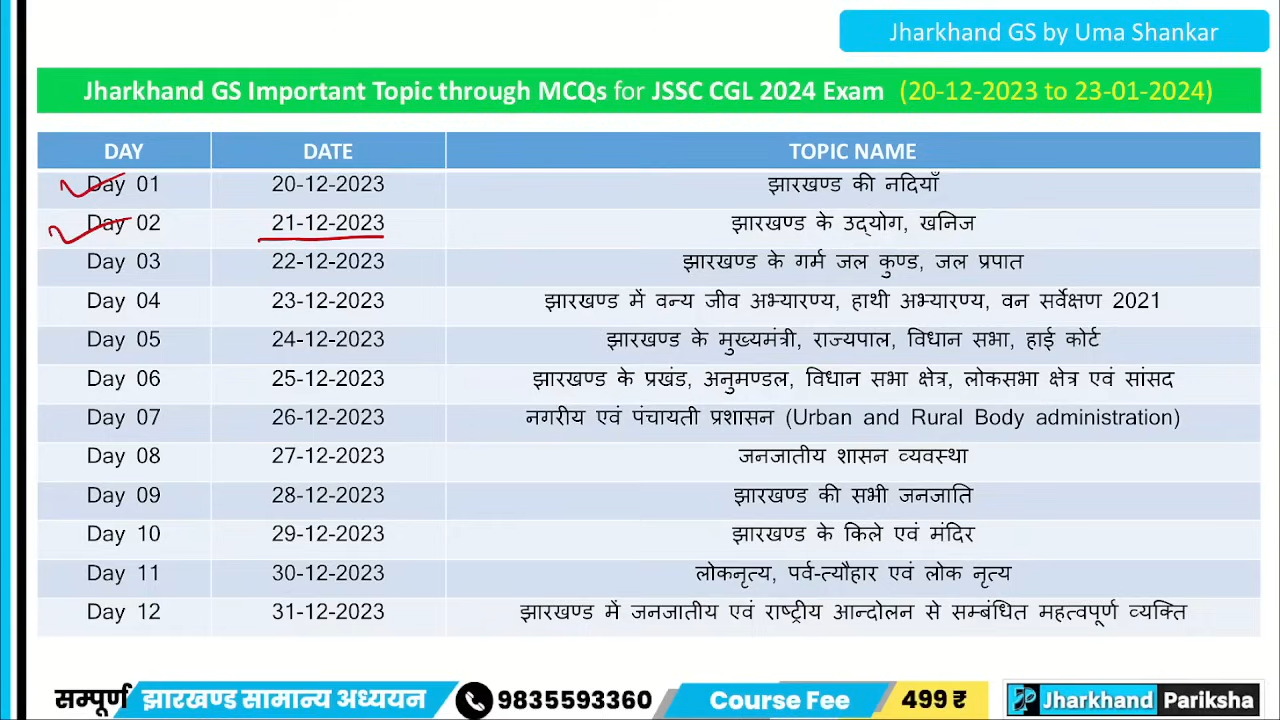 Jharkhand GS by Uma Shankar
Jharkhand GS Important Topic through MCQs for JSSC CGL 2024 Exam (20-12-2023 to 23-01-2024)
DAY DATE TOPIC NAME
Day 01 20-12-2023 झारखण्ड की नदियाँ
Day 02 21-12-2023 झारखण्ड के उद्योग, खनिज
Day 03 22-12-2023 झारखण्ड के गर्म जल कुण्ड, जल प्रपात
Day 04 23-12-2023 झारखण्ड में वन्य जीव अभ्यारण्य, हाथी अभ्यारण्य, वन सर्वेक्षण 2021
Day 05 24-12-2023 झारखण्ड के मुख्यमंत्री, राज्यपाल, विधान सभा, हाई कोर्ट
Day 06 25-12-2023 झारखण्ड के प्रखंड, अनुमण्डल, विधान सभा क्षेत्र, लोकसभा क्षेत्र एवं सांसद
Day 07 26-12-2023 नगरीय एवं पंचायती प्रशासन (Urban and Rural Body administration)
Day 08 27-12-2023 जनजातीय शासन व्यवस्था
Day 09 28-12-2023 झारखण्ड की सभी जनजाति
Day 10 29-12-2023 झारखण्ड के किले एवं मंदिर
Day 11 30-12-2023 लोकनृत्य, पर्व-त्यौहार एवं लोक नृत्य
Day 12 31-12-2023 झारखण्ड में जनजातीय एवं राष्ट्रीय आन्दोलन से सम्बंधित महत्वपूर्ण व्यक्ति
सम्पूर्ण झारखण्ड सामान्य अध्ययन 9835593360 Course Fee 499 ₹ Jharkhand Pariksha